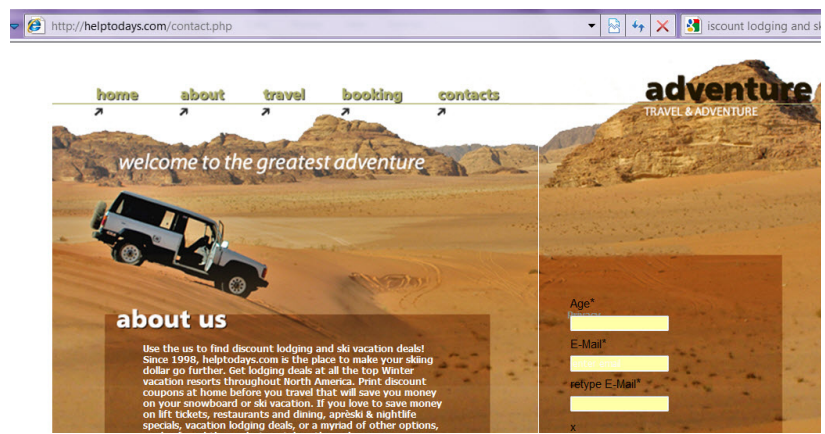 http://helptodays.com/contact.php
iscount lodging and sk
home about travel booking contacts
adventure
TRAVEL & ADVENTURE
welcome to the greatest adventure
about us
Use the us to find discount lodging and ski vacation deals!
Since 1998, helptodays.com is the place to make your skiing
dollar go further. Get lodging deals at all the top Winter
vacation resorts throughout North America. Print discount
coupons at home before you travel that will save you money
on your snowboard or ski vacation. If you love to save money
on lift tickets, restaurants and dining, aprèski & nightlife
specials, vacation lodging deals, or a myriad of other options,
Age*
E-Mail*
retype E-Mail*
x